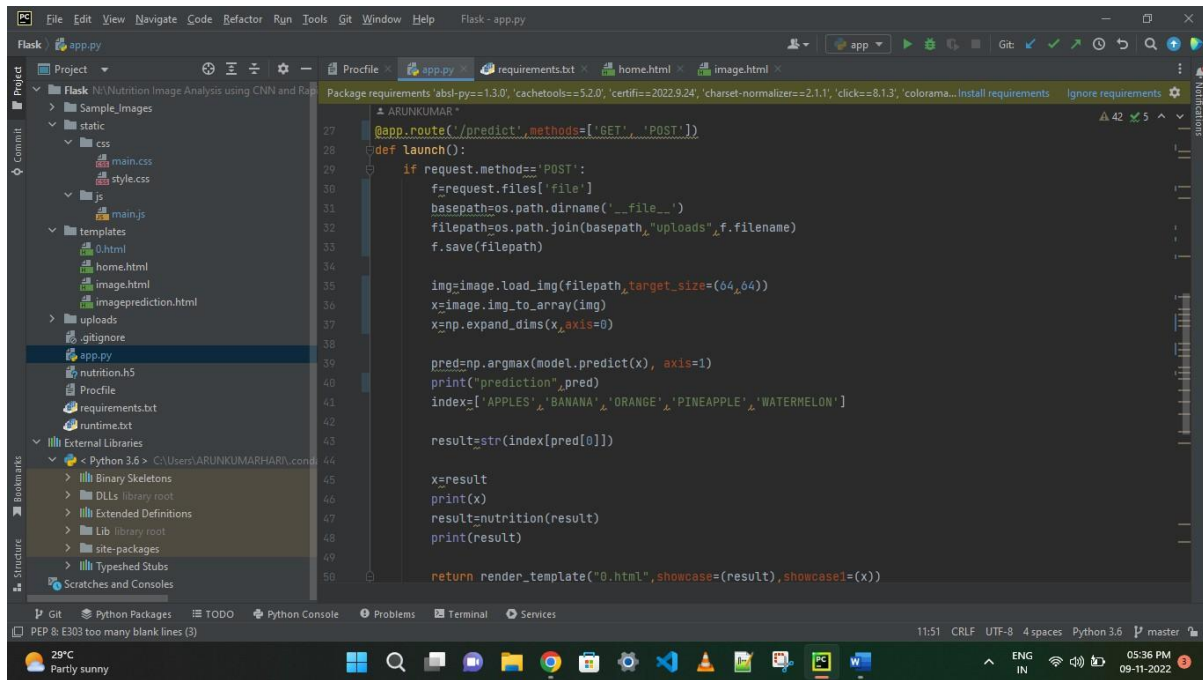 PC File Edit View Navigate Code Refactor Run Tools Git Window Help Flask - app.py
Flask app.py app Git:
Project Procfile app.py requirements.txt home.html image.html
Flask N:\Nutrition Image Analysis using CNN and Rap
Sample_Images
static
css
main.css
style.css
js
main.js
templates
0.html
home.html
image.html
imageprediction.html
uploads
.gitignore
app.py
nutrition.h5
Procfile
requirements.txt
runtime.txt
External Libraries
< Python 3.6 > C:\Users\ARUNKUMARHARI\.cond
Binary Skeletons
DLLs library root
Extended Definitions
Lib library root
site-packages
Typeshed Stubs
Scratches and Consoles
Package requirements 'absl-py==1.3.0', 'cachetools==5.2.0', 'certifi==2022.9.24', 'charset-normalizer==2.1.1', 'click==8.1.3', 'colorama... Install requirements Ignore requirements
ARUNKUMAR *
42 5
27 @app.route('/predict',methods=['GET', 'POST'])
28 def launch():
29 if request.method=='POST':
30 f=request.files['file']
31 basepath=os.path.dirname('__file__')
32 filepath=os.path.join(basepath,"uploads",f.filename)
33 f.save(filepath)
34
35 img=image.load_img(filepath,target_size=(64,64))
36 x=image.img_to_array(img)
37 x=np.expand_dims(x,axis=0)
38
39 pred=np.argmax(model.predict(x), axis=1)
40 print("prediction",pred)
41 index=['APPLES','BANANA','ORANGE','PINEAPPLE','WATERMELON']
42
43 result=str(index[pred[0]])
44
45 x=result
46 print(x)
47 result=nutrition(result)
48 print(result)
49
50 return render_template("0.html",showcase=(result),showcase1=(x))
Project
Commit
Bookmarks
Structure
Notifications
Git Python Packages TODO Python Console Problems Terminal Services
PEP 8: E303 too many blank lines (3) 11:51 CRLF UTF-8 4 spaces Python 3.6 master
29°C
Partly sunny
PC
W
ENG
IN
05:36 PM
09-11-2022
3